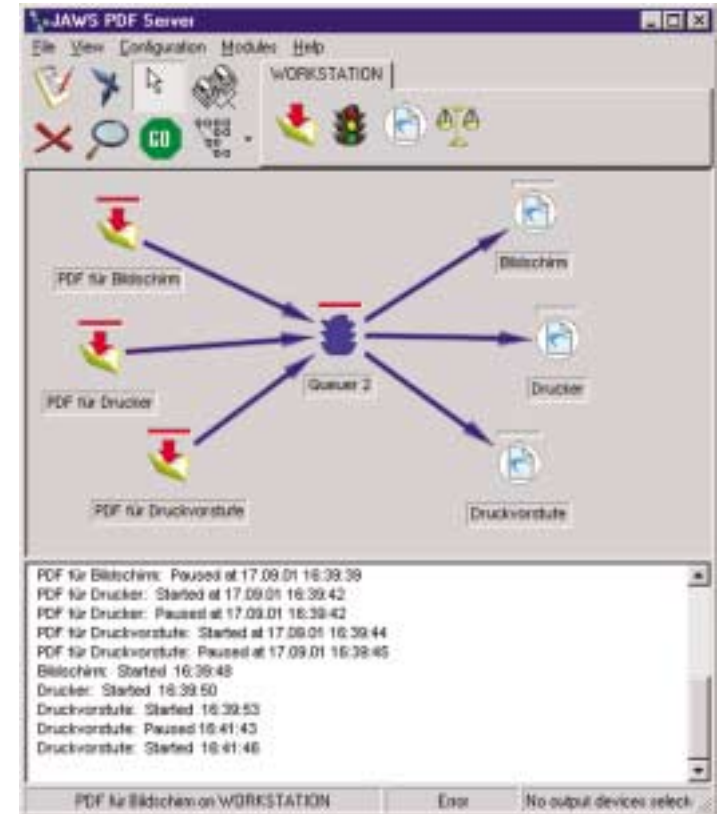 JAWS PDF Server
File View Configuration Modules Help
WORKSTATION
GO
PDF für Bildschirm
Bildschirm
PDF für Drucker
Queuer 2
Drucker
PDF für Druckvorstufe
Druckvorstufe
PDF für Bildschirm: Paused at 17.09.01 16:39:39
PDF für Drucker: Started at 17.09.01 16:39:42
PDF für Drucker: Paused at 17.09.01 16:39:42
PDF für Druckvorstufe: Started at 17.09.01 16:39:44
PDF für Druckvorstufe: Paused at 17.09.01 16:39:45
Bildschirm: Started 16:39:48
Drucker: Started 16:39:50
Druckvorstufe: Started 16:39:53
Druckvorstufe: Paused 16:41:43
Druckvorstufe: Started 16:41:46
PDF für Bildschirm on WORKSTATION Error No output devices select